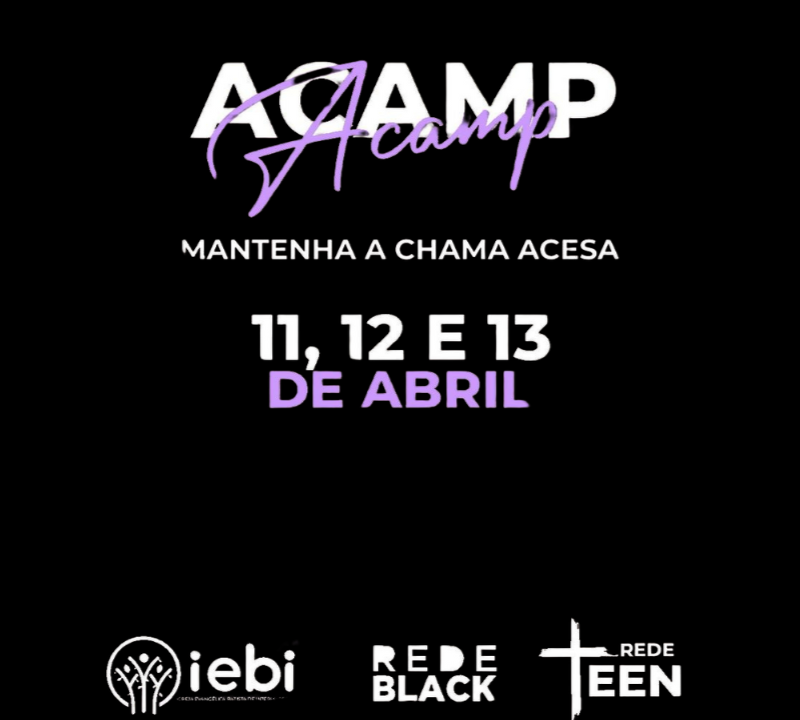 ACAMP
Acamp
MANTENHA A CHAMA ACESA
11, 12 E 13
DE ABRIL
iebi
REDE
BLACK
REDE
TEEN